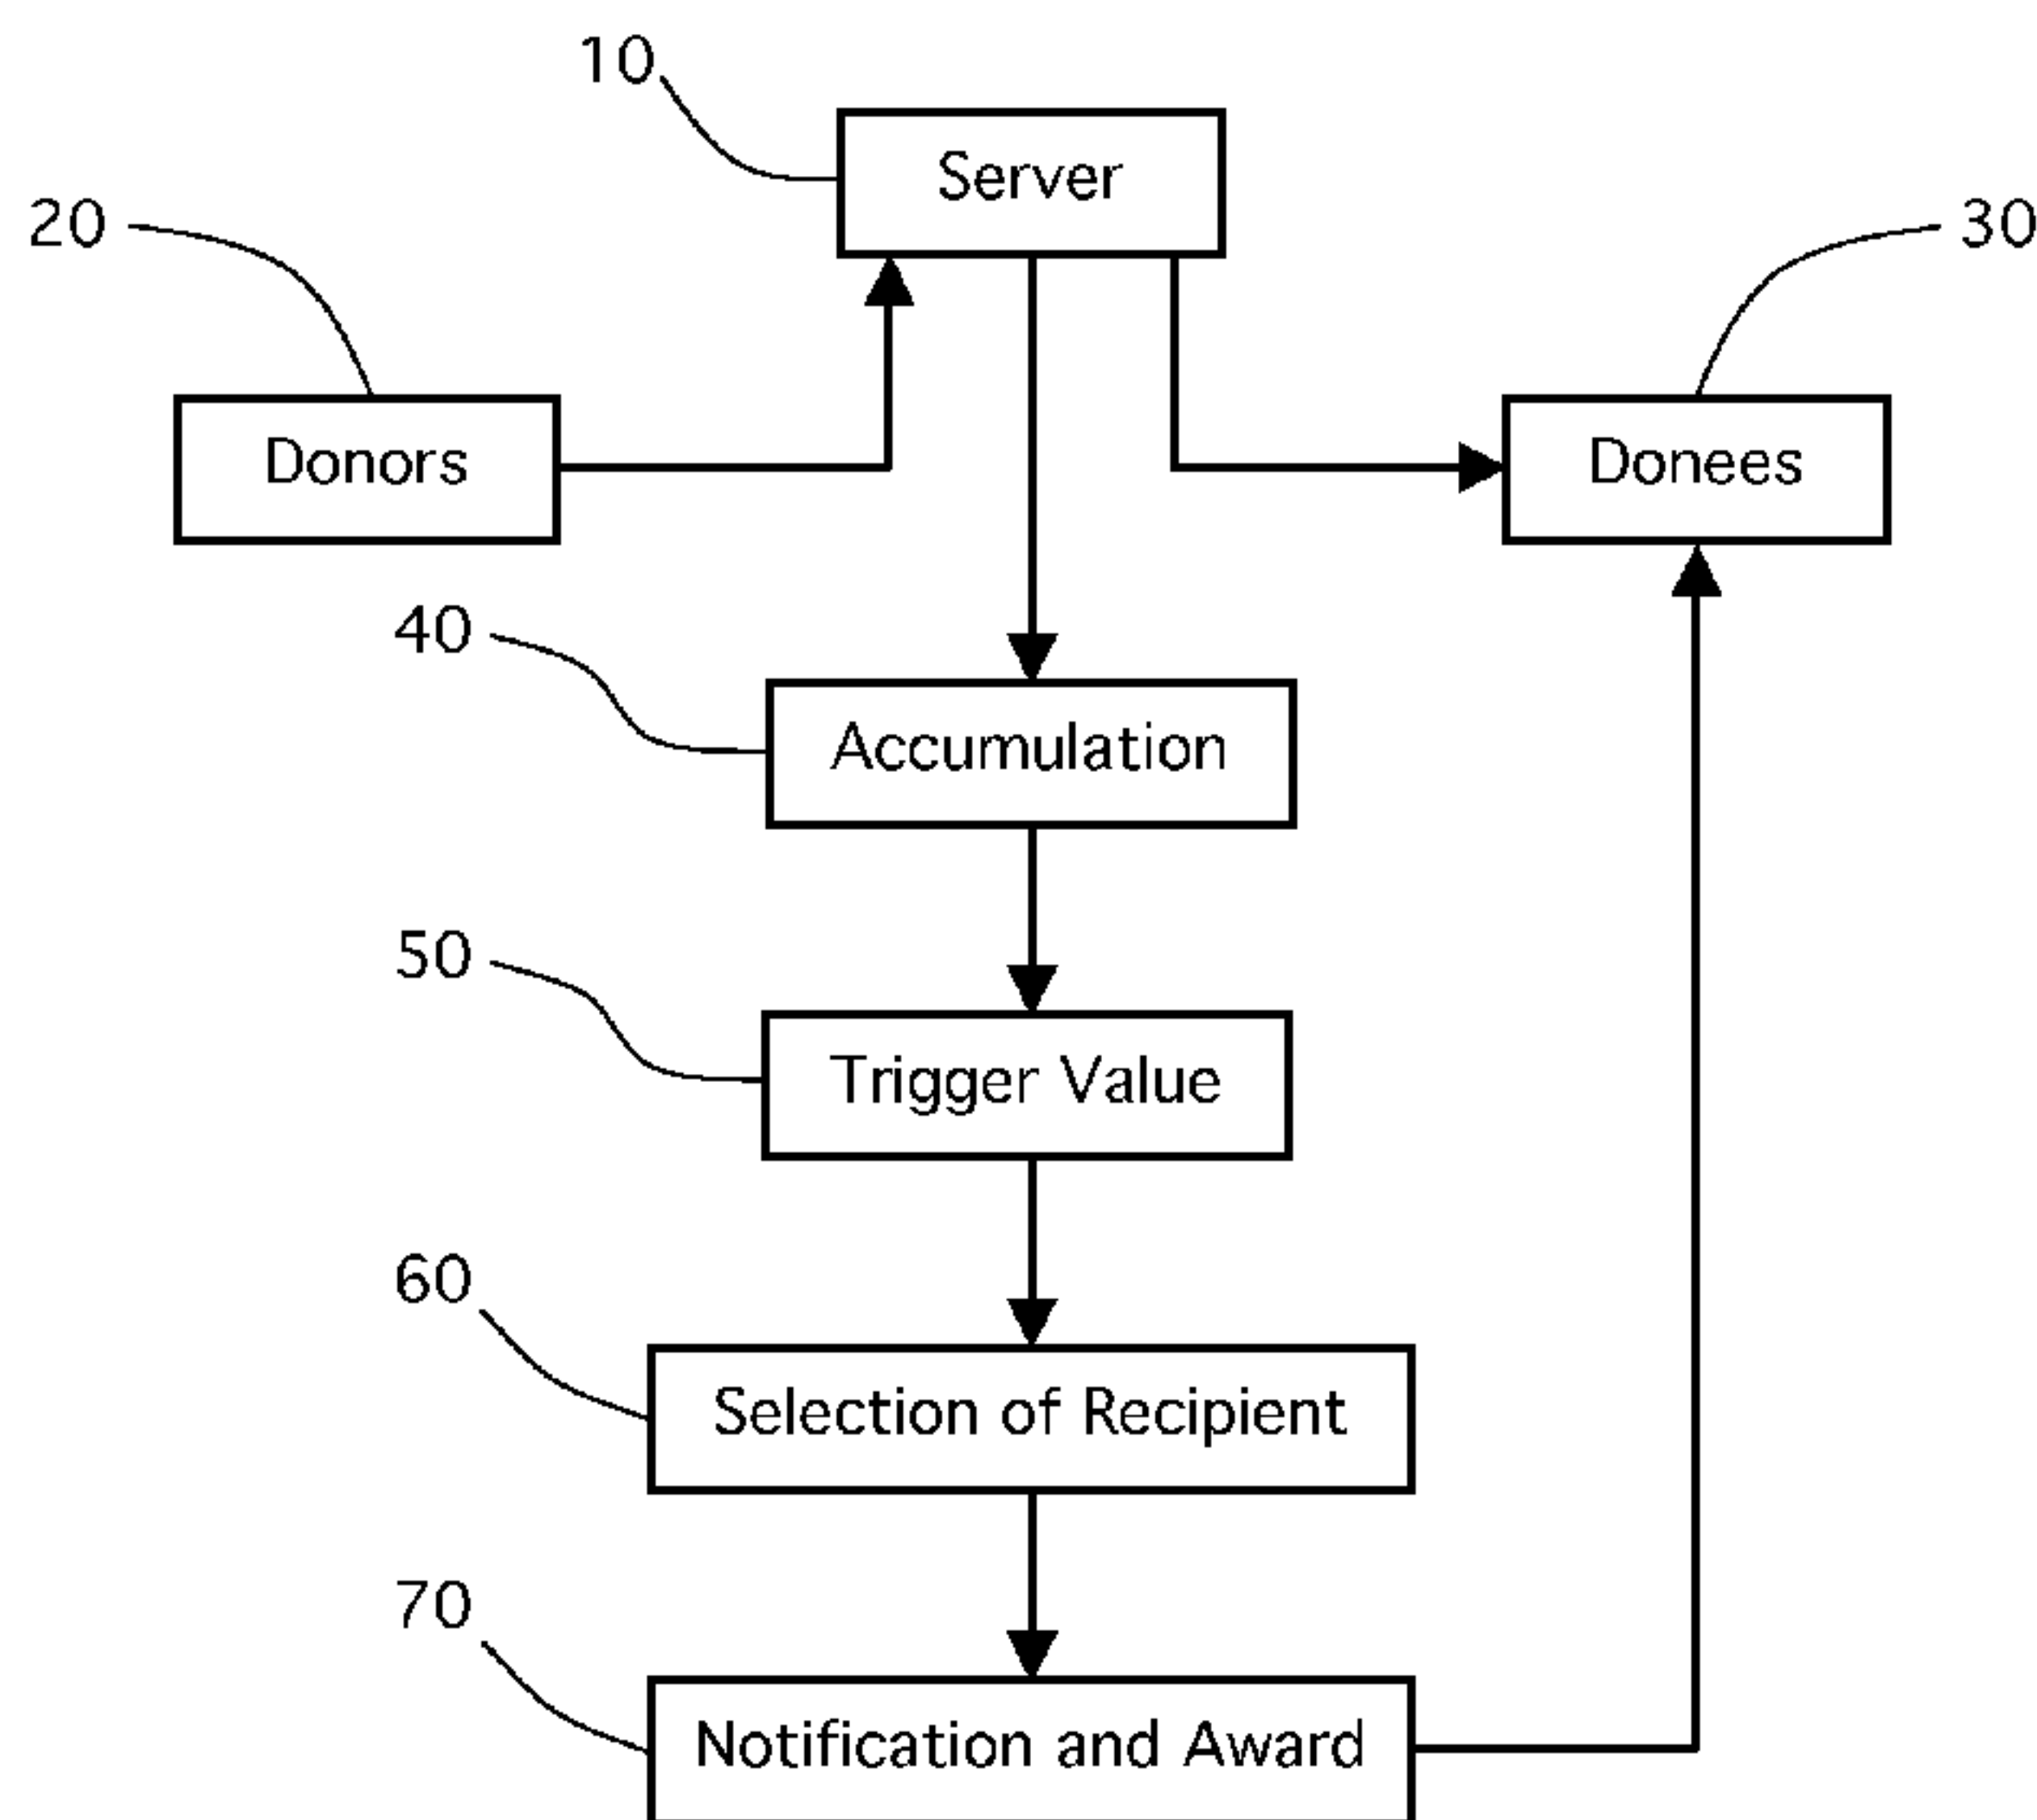 10
Server
20
30
Donors
Donees
40
Accumulation
50
Trigger Value
60
Selection of Recipient
70
Notification and Award